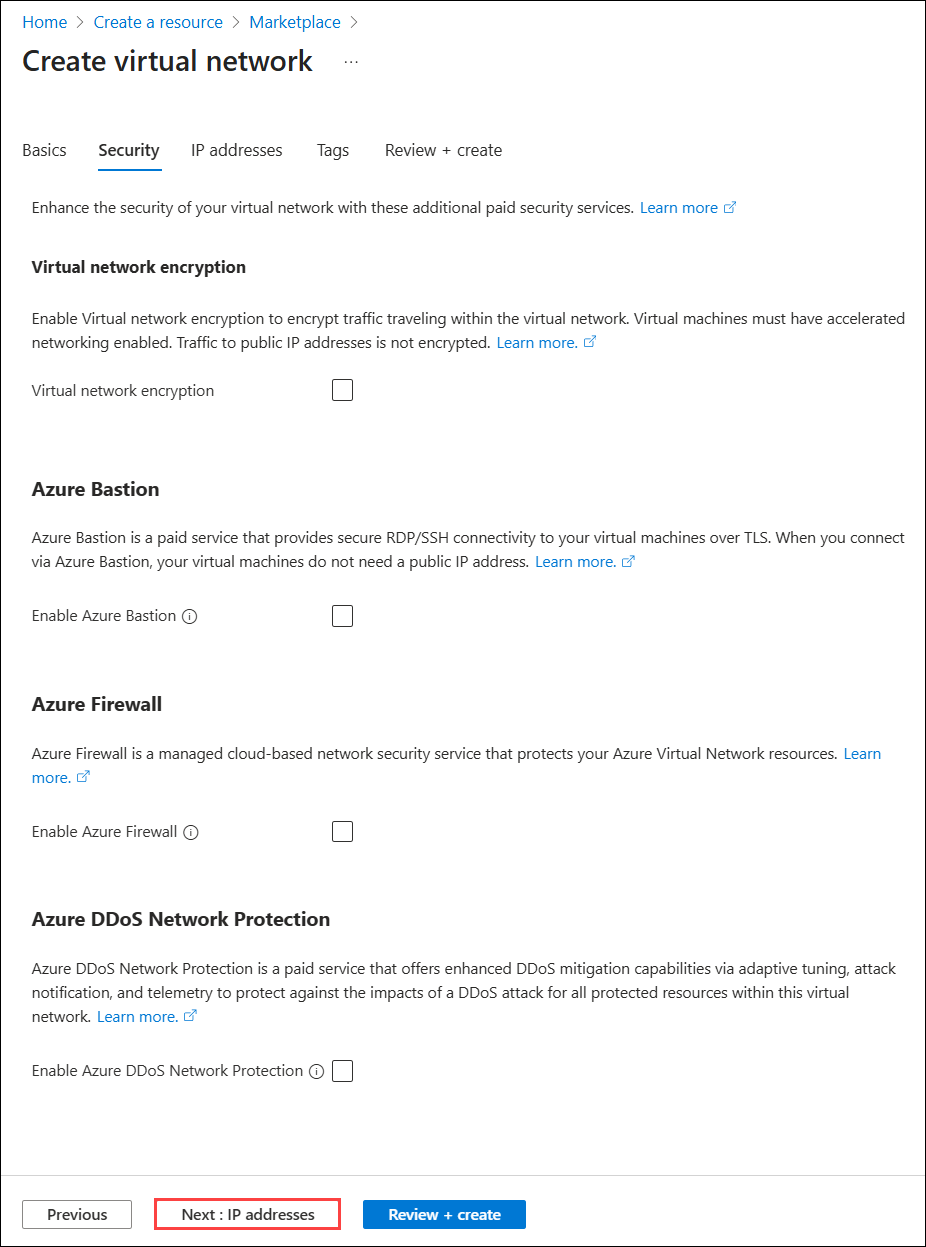 Home > Create a resource > Marketplace >
Create virtual network ...
Basics Security IP addresses Tags Review + create
Enhance the security of your virtual network with these additional paid security services. Learn more
Virtual network encryption
Enable Virtual network encryption to encrypt traffic traveling within the virtual network. Virtual machines must have accelerated
networking enabled. Traffic to public IP addresses is not encrypted. Learn more.
Virtual network encryption
Azure Bastion
Azure Bastion is a paid service that provides secure RDP/SSH connectivity to your virtual machines over TLS. When you connect
via Azure Bastion, your virtual machines do not need a public IP address. Learn more.
Enable Azure Bastion
Azure Firewall
Azure Firewall is a managed cloud-based network security service that protects your Azure Virtual Network resources. Learn
more.
Enable Azure Firewall
Azure DDoS Network Protection
Azure DDoS Network Protection is a paid service that offers enhanced DDoS mitigation capabilities via adaptive tuning, attack
notification, and telemetry to protect against the impacts of a DDoS attack for all protected resources within this virtual
network. Learn more.
Enable Azure DDoS Network Protection
Previous Next : IP addresses Review + create